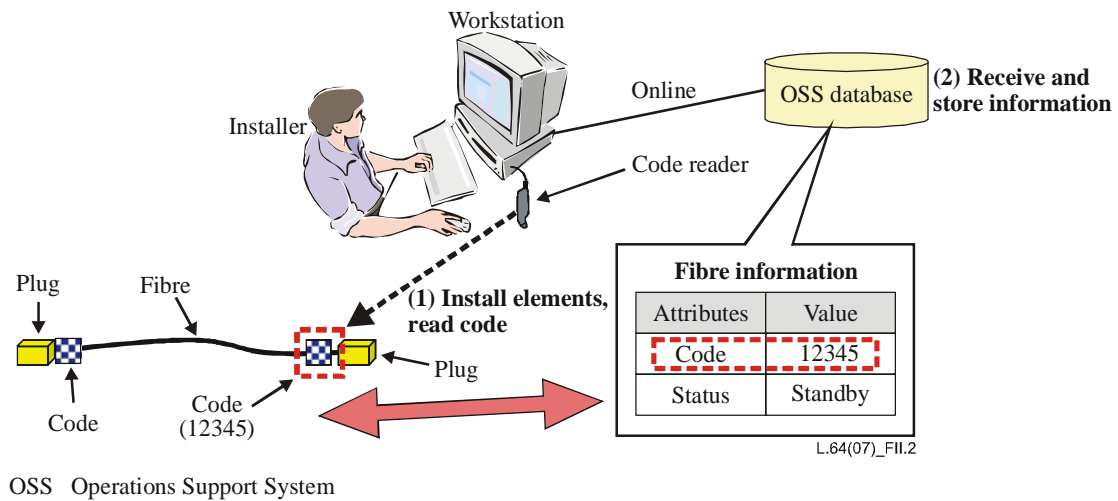 Workstation
Online
OSS database
(2) Receive and
store information
Installer
Code reader
Plug
Fibre
(1) Install elements,
read code
Plug
Code
Code
(12345)
Fibre information
Attributes Value
Code 12345
Status Standby
L.64(07)_FII.2
OSS Operations Support System